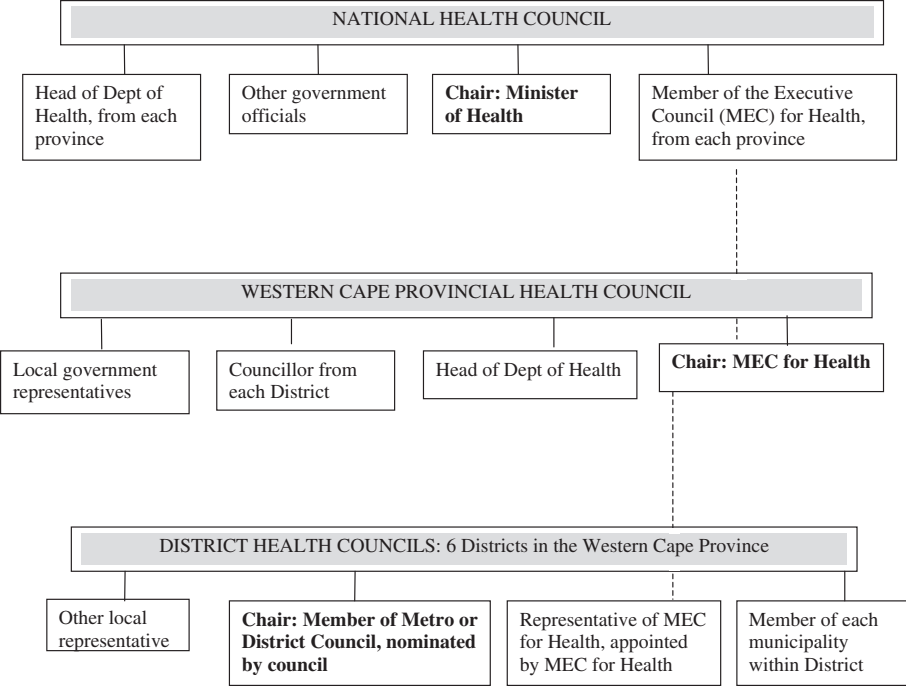 NATIONAL HEALTH COUNCIL
Head of Dept of
Health, from each
province
Other government
officials
Chair: Minister
of Health
Member of the Executive
Council (MEC) for Health,
from each province
WESTERN CAPE PROVINCIAL HEALTH COUNCIL
Local government
representatives
Councillor from
each District
Head of Dept of Health
Chair: MEC for Health
DISTRICT HEALTH COUNCILS: 6 Districts in the Western Cape Province
Other local
representative
Chair: Member of Metro or
District Council, nominated
by council
Representative of MEC
for Health, appointed
by MEC for Health
Member of each
municipality
within District